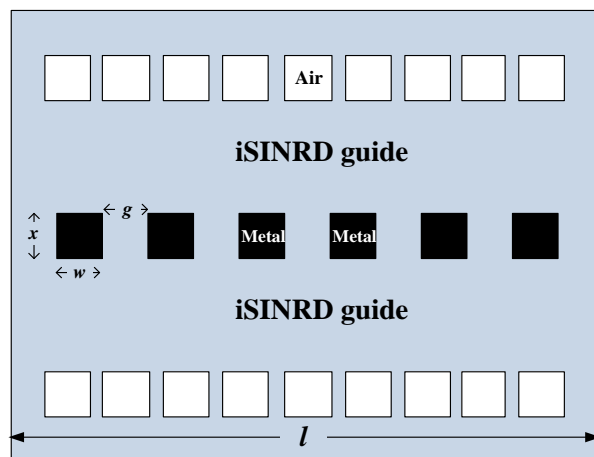 Air
iSINRD guide
g
x
Metal Metal
w
iSINRD guide
l